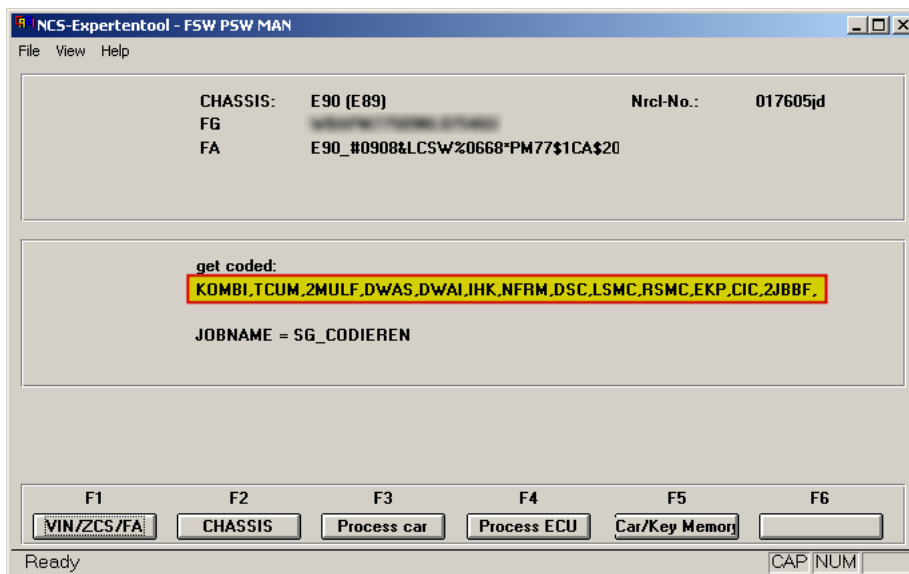 NCS-Expertentool - FSW PSW MAN
File View Help
CHASSIS: E90 (E89) Nrcl-No.: 017605jd
FG
FA E90_#0908&LCSW%0668*PM77$1CA$20
get coded:
KOMBI,TCUM,2MULF,DWAS,DWAI,IHK,NFRM,DSC,LSMC,RSMC,EKP,CIC,2JBBF,
JOBNAME = SG_CODIEREN
F1 F2 F3 F4 F5 F6
VIN/ZCS/FA CHASSIS Process car Process ECU Car/Key Memory
Ready CAP NUM